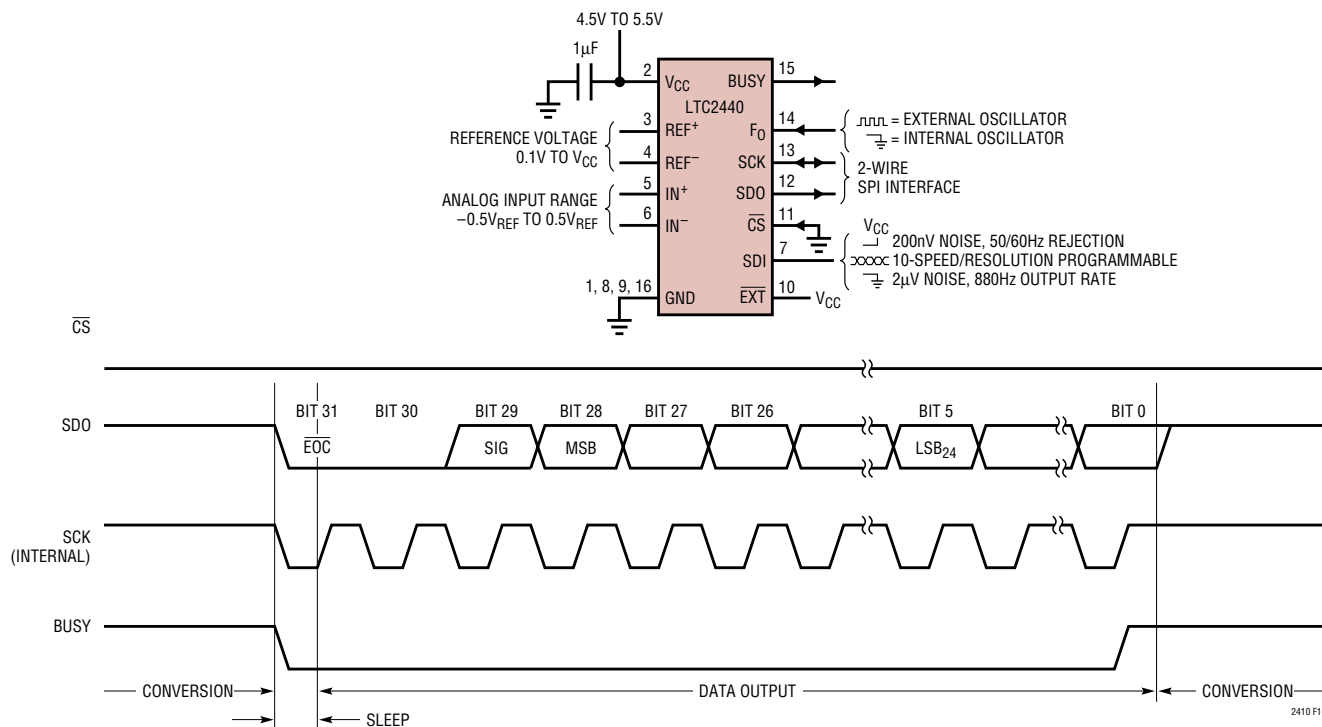 4.5V TO 5.5V
1µF
2
VCC
BUSY
15
LTC2440
REFERENCE VOLTAGE
0.1V TO VCC
3
REF+
4
REF−
ANALOG INPUT RANGE
−0.5VREF TO 0.5VREF
5
IN+
6
IN−
1, 8, 9, 16
GND
FO
14
= EXTERNAL OSCILLATOR
= INTERNAL OSCILLATOR
SCK
13
SDO
12
2-WIRE
SPI INTERFACE
CS
11
SDI
7
VCC
200nV NOISE, 50/60Hz REJECTION
10-SPEED/RESOLUTION PROGRAMMABLE
2µV NOISE, 880Hz OUTPUT RATE
EXT
10
VCC
CS
SDO
BIT 31
BIT 30
BIT 29
BIT 28
BIT 27
BIT 26
BIT 5
BIT 0
EOC
SIG
MSB
LSB24
SCK
(INTERNAL)
BUSY
CONVERSION
DATA OUTPUT
CONVERSION
SLEEP
2410 F1